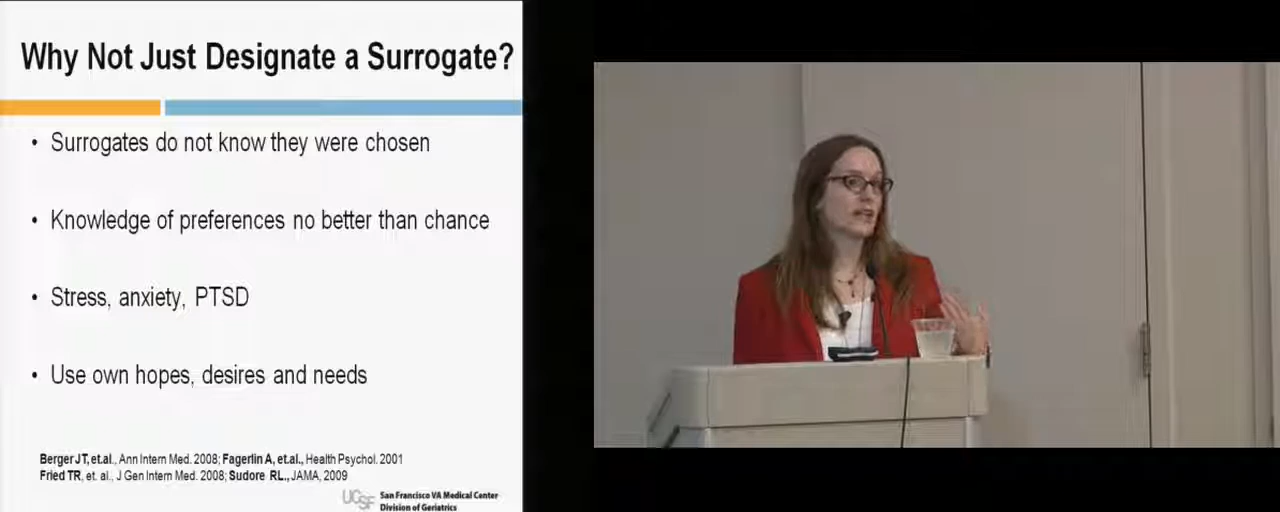 Why Not Just Designate a Surrogate?
• Surrogates do not know they were chosen
• Knowledge of preferences no better than chance
• Stress, anxiety, PTSD
• Use own hopes, desires and needs
Berger JT, et.al., Ann Intern Med. 2008; Fagerlin A, et.al., Health Psychol. 2001
Fried TR, et. al., J Gen Intern Med. 2008; Sudore RL., JAMA, 2009
UCSF San Francisco VA Medical Center
Division of Geriatrics